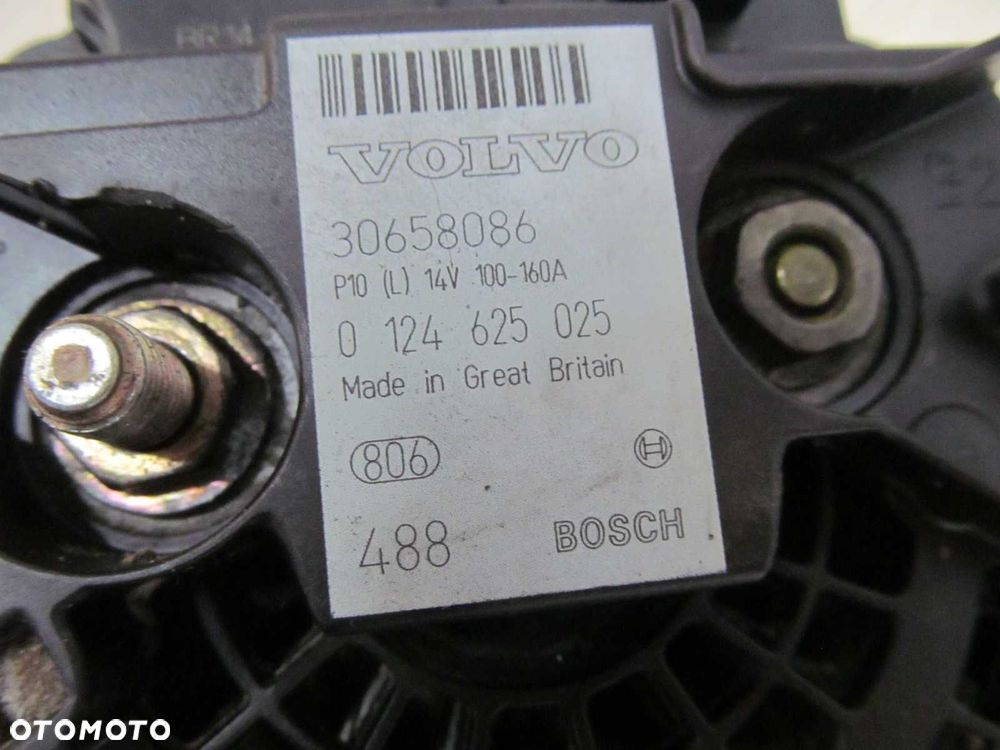 VOLVO
30658086
P10 (L) 14V 100-160A
0 124 625 025
Made in Great Britain
806
488 BOSCH
OTOMOTO